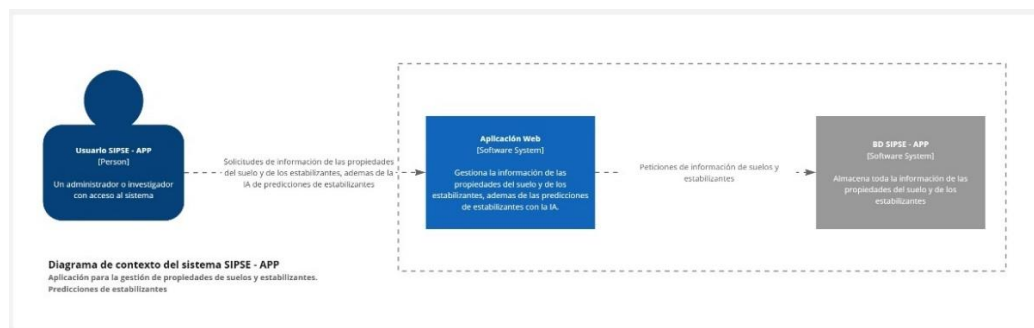 Usuario SIPSE - APP
[Person]
Un administrador o investigador
con acceso al sistema
Solicitudes de información de las propiedades
del suelo y de los estabilizantes, ademas de la
IA de predicciones de estabilizantes
Aplicación Web
[Software System]
Gestiona la información de las
propiedades del suelo y de los
estabilizantes, ademas de las predicciones
de estabilizantes con la IA.
Peticiones de información de suelos y
estabilizantes
BD SIPSE - APP
[Software System]
Almacena toda la información de las
propiedades del suelo y de los
estabilizantes
Diagrama de contexto del sistema SIPSE - APP
Aplicación para la gestión de propiedades de suelos y estabilizantes.
Predicciones de estabilizantes